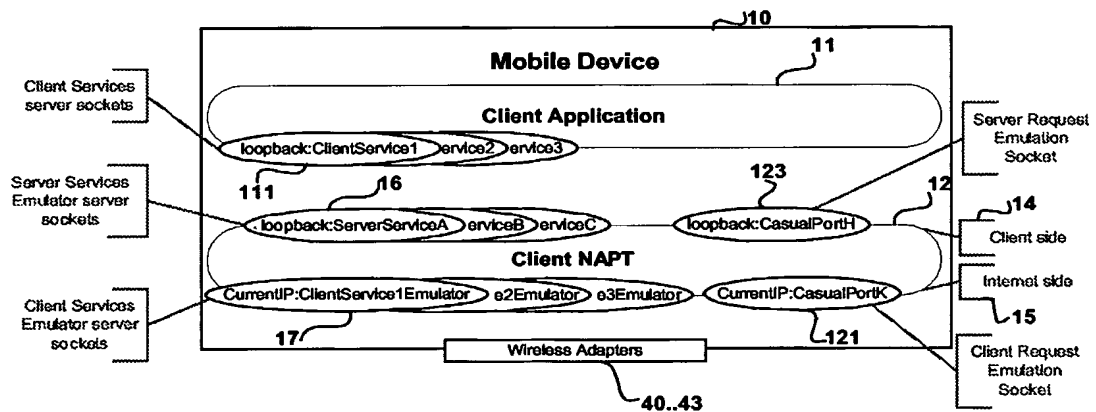 10
11
Mobile Device
Client Services
server sockets
Client Application
Server Request
Emulation
Socket
loopback:ClientService1
ervice2
ervice3
111
16
123
12
14
Server Services
Emulator server
sockets
loopback:ServerServiceA
erviceB
erviceC
loopback:CasualPortH
Client side
Client NAPT
Internet side
Client Services
Emulator server
sockets
CurrentIP:ClientService1Emulator
e2Emulator
e3Emulator
CurrentIP:CasualPortK
15
17
121
Wireless Adapters
Client Request
Emulation
Socket
40..43